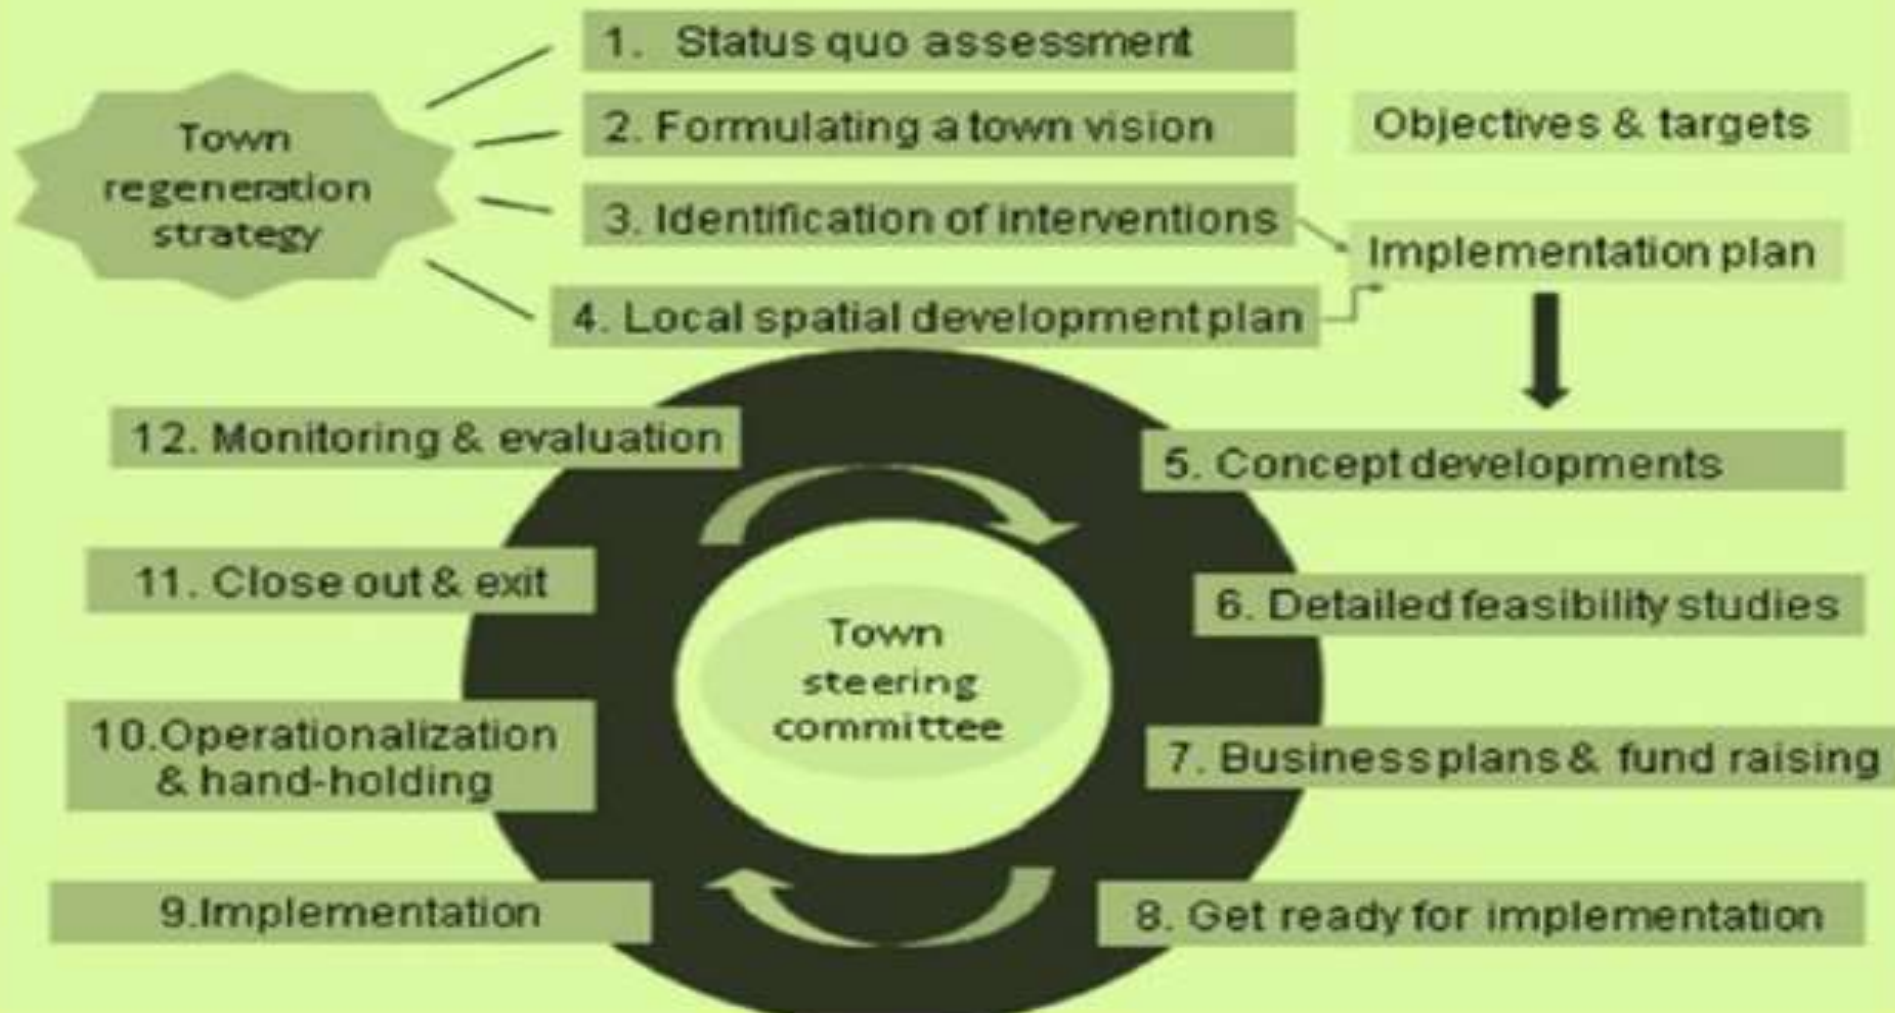 Town
regeneration
strategy
1. Status quo assessment
2. Formulating a town vision
3. Identification of interventions
4. Local spatial development plan
Objectives & targets
Implementation plan
5. Concept developments
6. Detailed feasibility studies
7. Business plans & fund raising
8. Get ready for implementation
9.Implementation
10.Operationalization
& hand-holding
11. Close out & exit
12. Monitoring & evaluation
Town
steering
committee